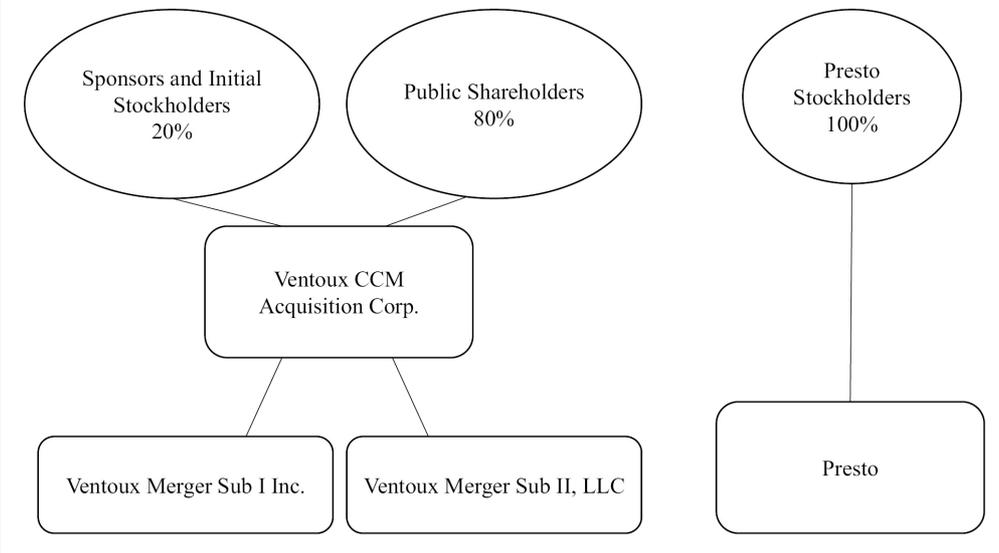 Sponsors and Initial
Stockholders
20%
Public Shareholders
80%
Presto
Stockholders
100%
Ventoux CCM
Acquisition Corp.
Ventoux Merger Sub I Inc.
Ventoux Merger Sub II, LLC
Presto